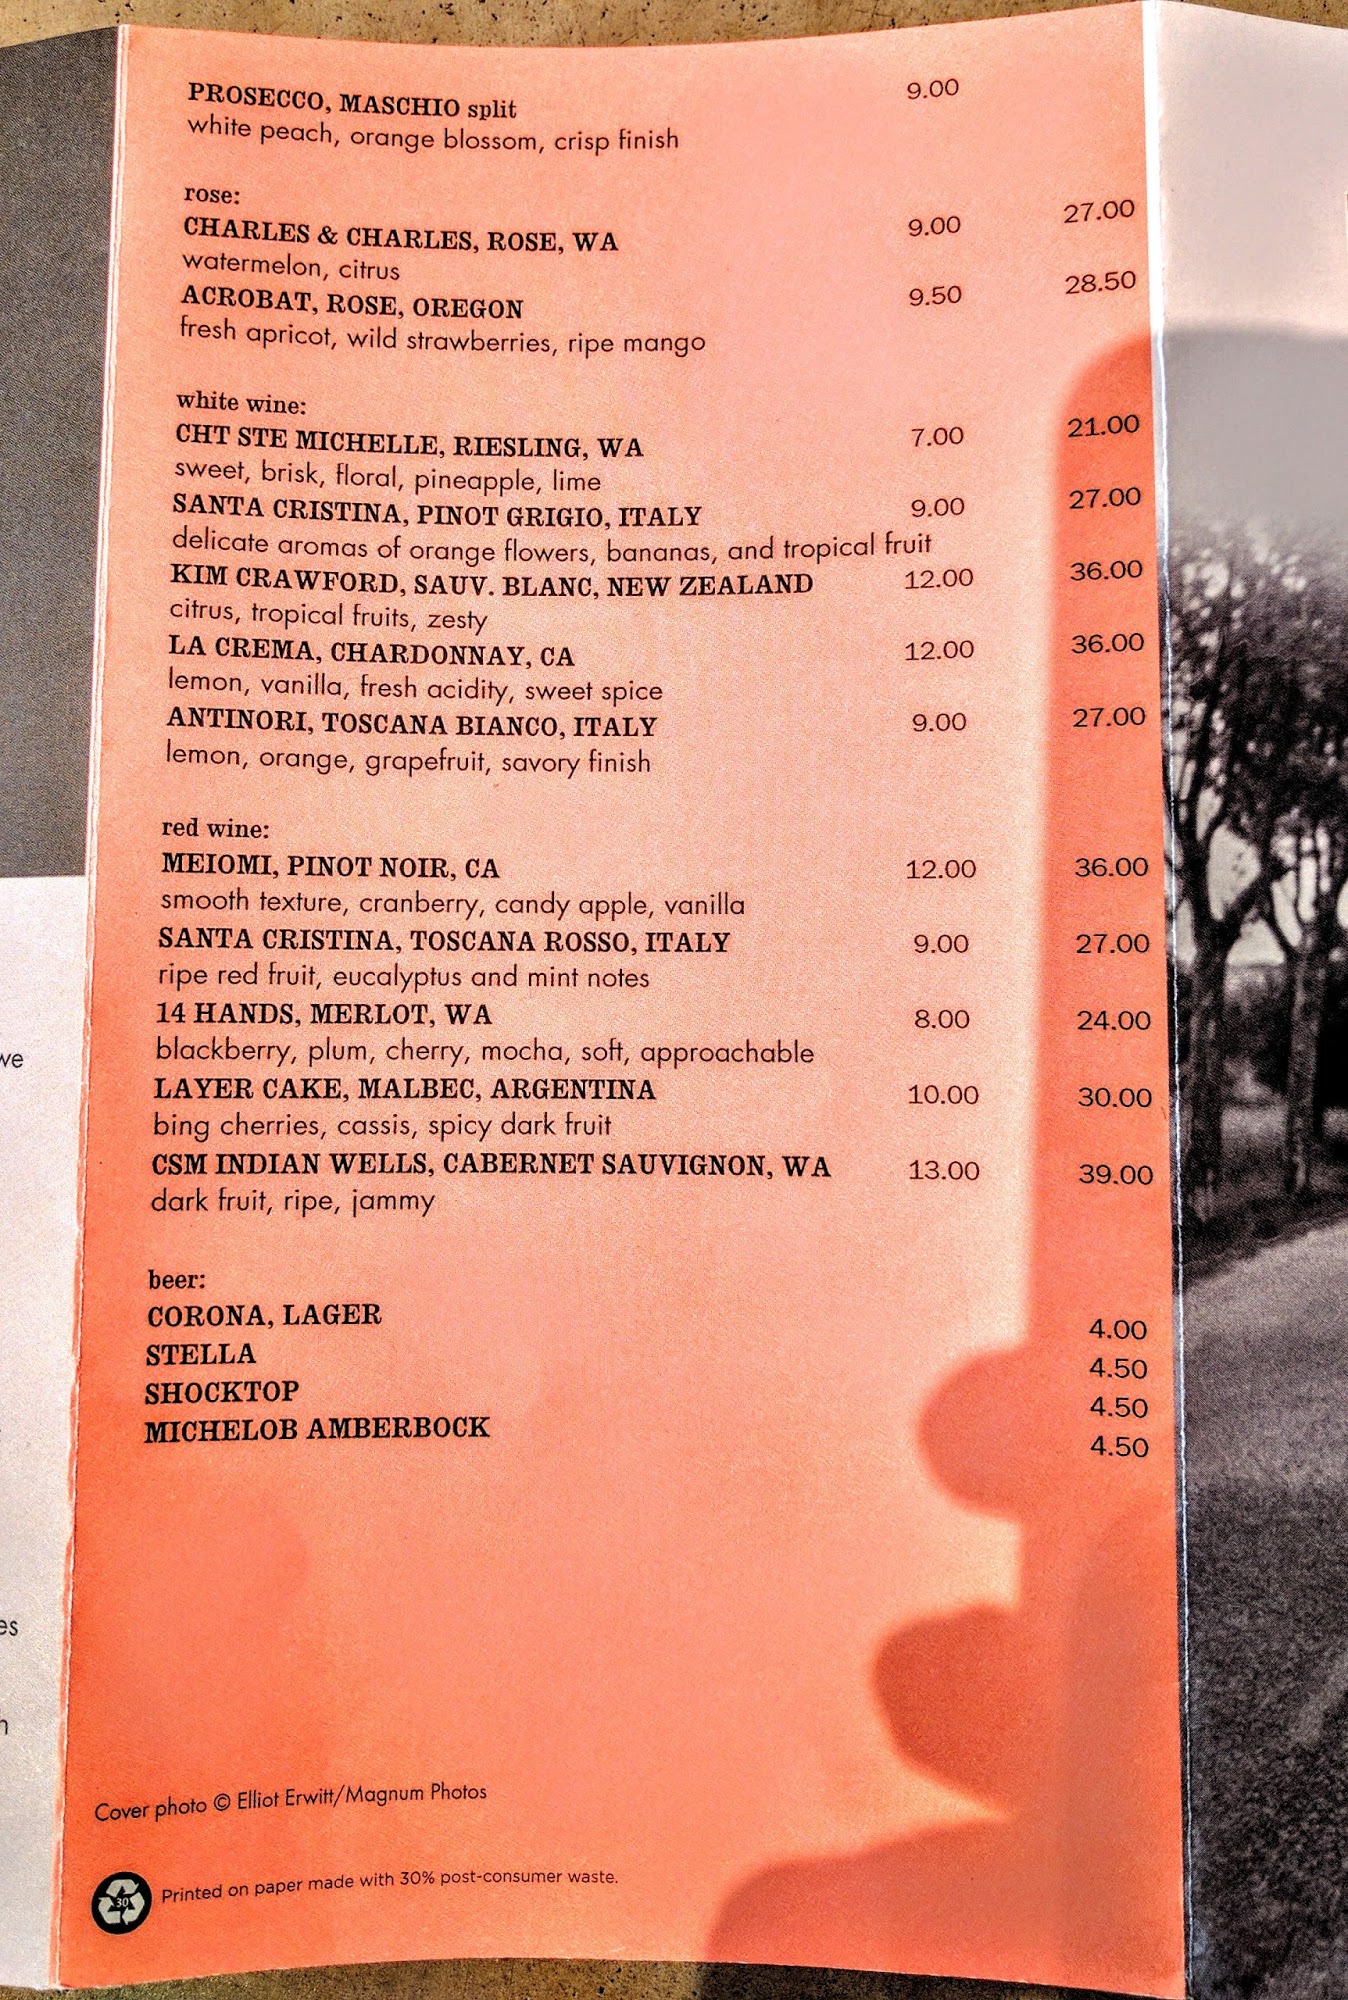 PROSECCO, MASCHIO split 9.00
white peach, orange blossom, crisp finish
rose:
CHARLES & CHARLES, ROSE, WA 9.00 27.00
watermelon, citrus
ACROBAT, ROSE, OREGON 9.50 28.50
fresh apricot, wild strawberries, ripe mango
white wine:
CHT STE MICHELLE, RIESLING, WA 7.00 21.00
sweet, brisk, floral, pineapple, lime
SANTA CRISTINA, PINOT GRIGIO, ITALY 9.00 27.00
delicate aromas of orange flowers, bananas, and tropical fruit
KIM CRAWFORD, SAUV. BLANC, NEW ZEALAND 12.00 36.00
citrus, tropical fruits, zesty
LA CREMA, CHARDONNAY, CA 12.00 36.00
lemon, vanilla, fresh acidity, sweet spice
ANTINORI, TOSCANA BIANCO, ITALY 9.00 27.00
lemon, orange, grapefruit, savory finish
red wine:
MEIOMI, PINOT NOIR, CA 12.00 36.00
smooth texture, cranberry, candy apple, vanilla
SANTA CRISTINA, TOSCANA ROSSO, ITALY 9.00 27.00
ripe red fruit, eucalyptus and mint notes
14 HANDS, MERLOT, WA 8.00 24.00
blackberry, plum, cherry, mocha, soft, approachable
LAYER CAKE, MALBEC, ARGENTINA 10.00 30.00
bing cherries, cassis, spicy dark fruit
CSM INDIAN WELLS, CABERNET SAUVIGNON, WA 13.00 39.00
dark fruit, ripe, jammy
beer:
CORONA, LAGER 4.00
STELLA 4.50
SHOCKTOP 4.50
MICHELOB AMBERBOCK 4.50
Cover photo © Elliot Erwitt/Magnum Photos
30 Printed on paper made with 30% post-consumer waste.